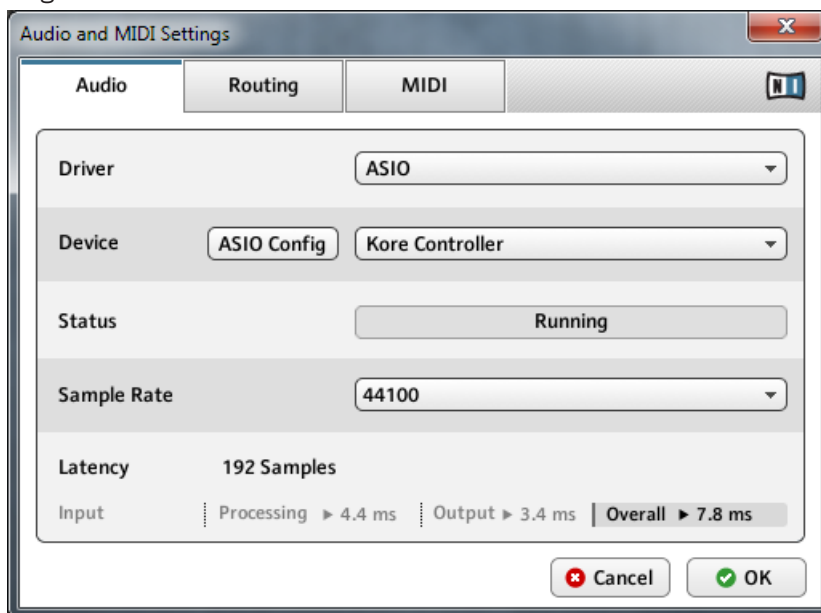 Audio and MIDI Settings
Audio Routing MIDI
NI
Driver ASIO
Device ASIO Config Kore Controller
Status Running
Sample Rate 44100
Latency 192 Samples
Input Processing ▶ 4.4 ms Output ▶ 3.4 ms Overall ▶ 7.8 ms
Cancel OK